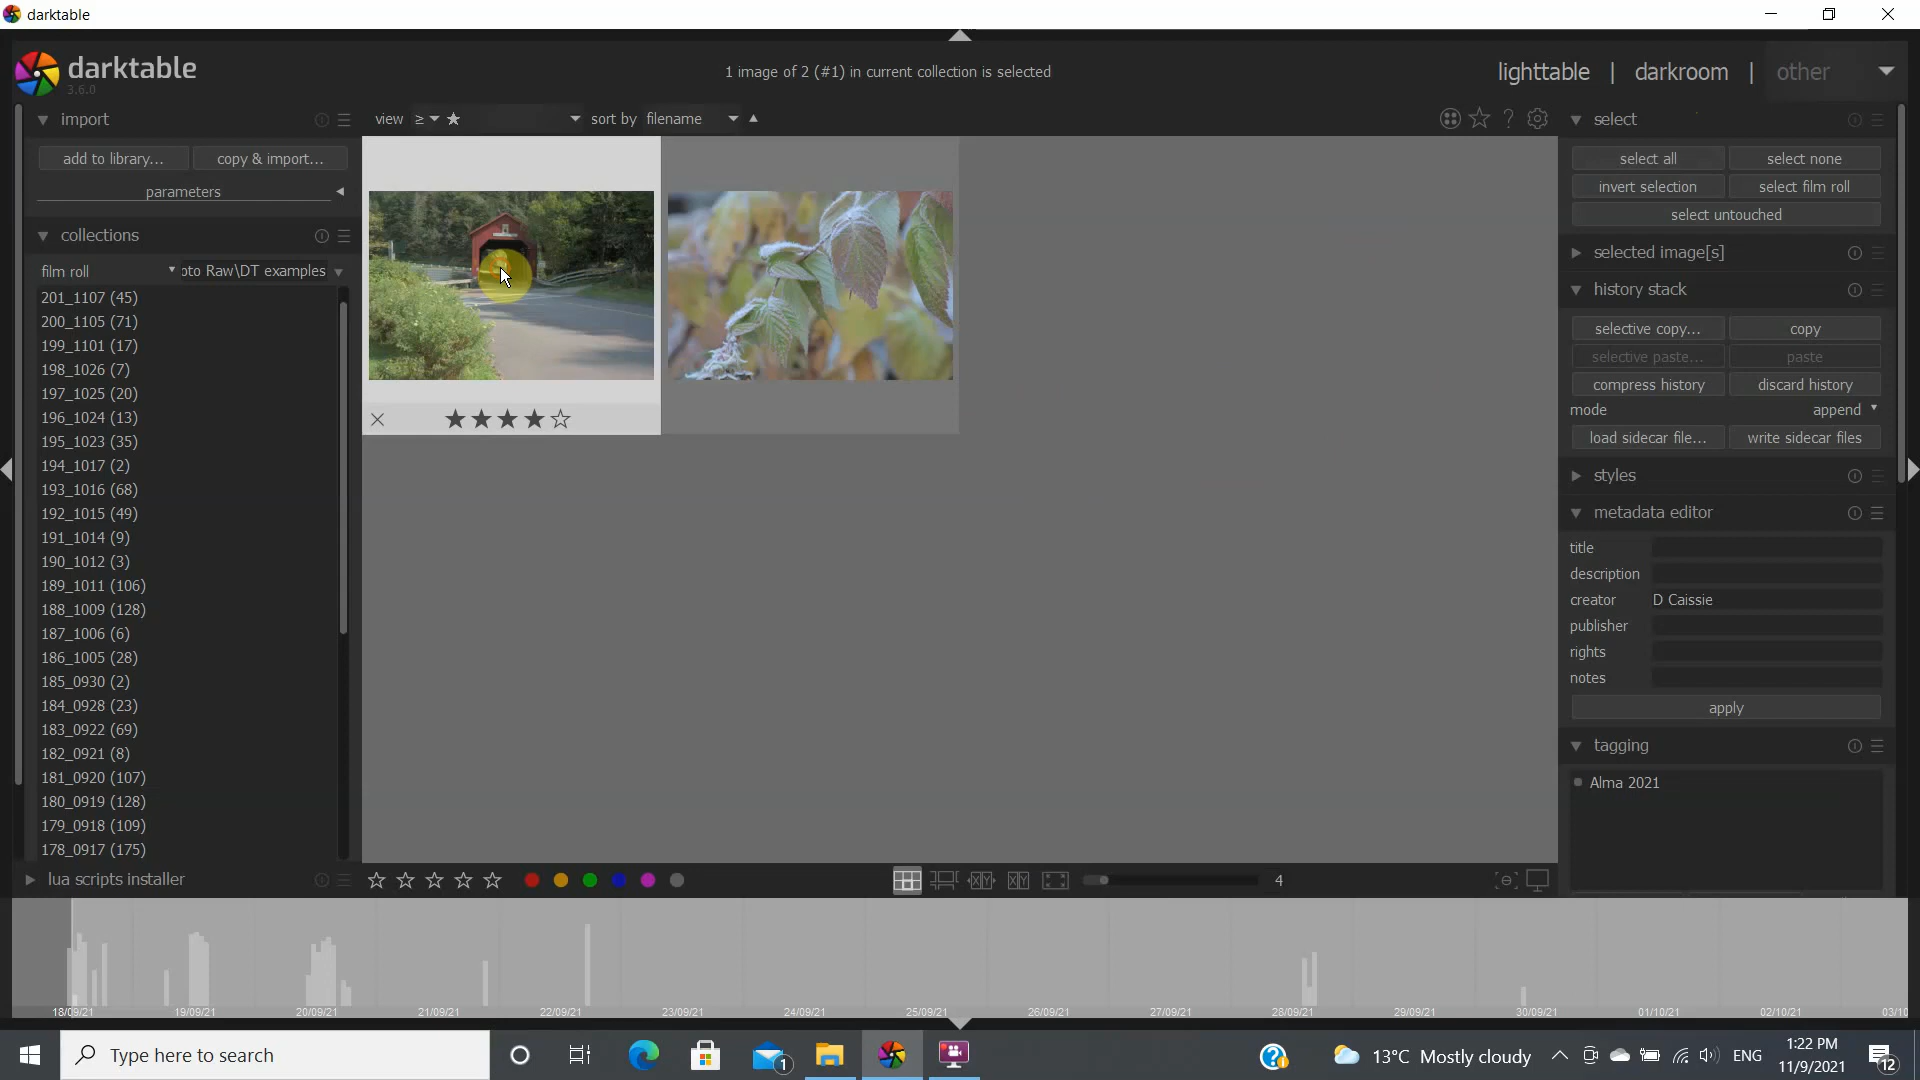 darktable
darktable
3.6.0
1 image of 2 (#1) in current collection is selected
lighttable | darkroom | other
import
view ≥ ★ sort by filename
add to library... copy & import...
parameters
collections
film roll oto Raw\DT examples
201_1107 (45)
200_1105 (71)
199_1101 (17)
198_1026 (7)
197_1025 (20)
196_1024 (13)
195_1023 (35)
194_1017 (2)
193_1016 (68)
192_1015 (49)
191_1014 (9)
190_1012 (3)
189_1011 (106)
188_1009 (128)
187_1006 (6)
186_1005 (28)
185_0930 (2)
184_0928 (23)
183_0922 (69)
182_0921 (8)
181_0920 (107)
180_0919 (128)
179_0918 (109)
178_0917 (175)
lua scripts installer
4
select
select all select none
invert selection select film roll
select untouched
selected image[s]
history stack
selective copy... copy
selective paste... paste
compress history discard history
mode append
load sidecar file... write sidecar files
styles
metadata editor
title
description
creator D Caissie
publisher
rights
notes
apply
tagging
Alma 2021
18/09/21 19/09/21 20/09/21 21/09/21 22/09/21 23/09/21 24/09/21 25/09/21 26/09/21 27/09/21 28/09/21 29/09/21 30/09/21 01/10/21 02/10/21 03/10
Type here to search
1
13°C Mostly cloudy
ENG
1:22 PM
11/9/2021
12